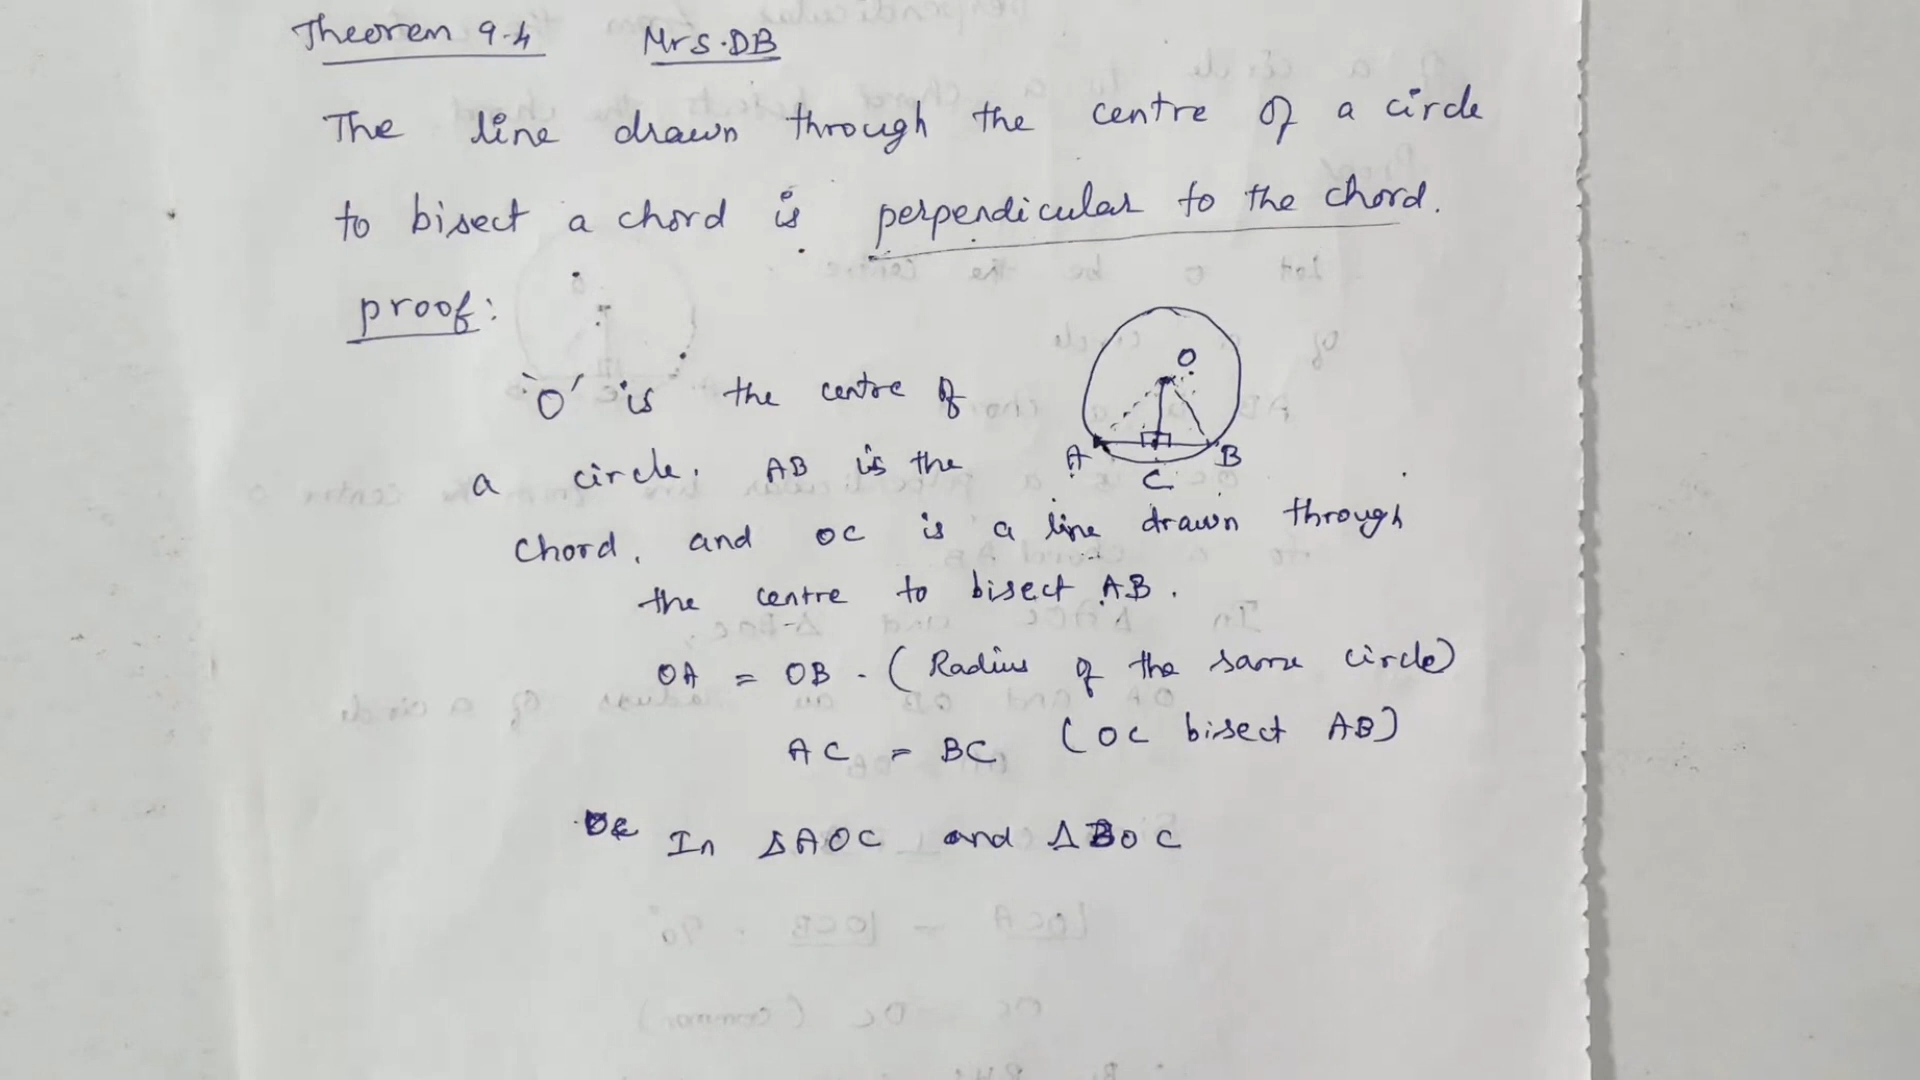 Theorem 9.4 Mrs.DB
The line drawn through the centre of a circle
to bisect a chord is perpendicular to the chord.
proof:
'O' is the centre of
a circle, AB is the
chord, and OC is a line drawn through
the centre to bisect AB.
O
A
B
C
OA = OB. (Radius of the same circle)
AC = BC (OC bisect AB)
In ΔAOC and ΔBOC